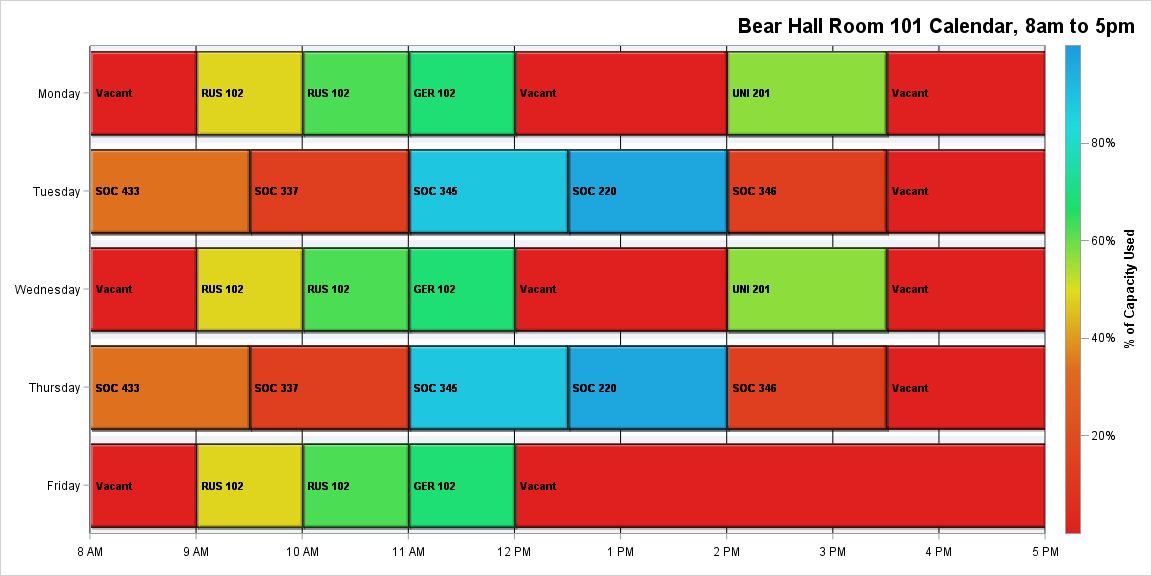 Bear Hall Room 101 Calendar, 8am to 5pm
Monday
Vacant
RUS 102
RUS 102
GER 102
Vacant
UNI 201
Vacant
Tuesday
SOC 433
SOC 337
SOC 345
SOC 220
SOC 346
Vacant
Wednesday
Vacant
RUS 102
RUS 102
GER 102
Vacant
UNI 201
Vacant
Thursday
SOC 433
SOC 337
SOC 345
SOC 220
SOC 346
Vacant
Friday
Vacant
RUS 102
RUS 102
GER 102
Vacant
8 AM
9 AM
10 AM
11 AM
12 PM
1 PM
2 PM
3 PM
4 PM
5 PM
80%
60%
40%
20%
% of Capacity Used